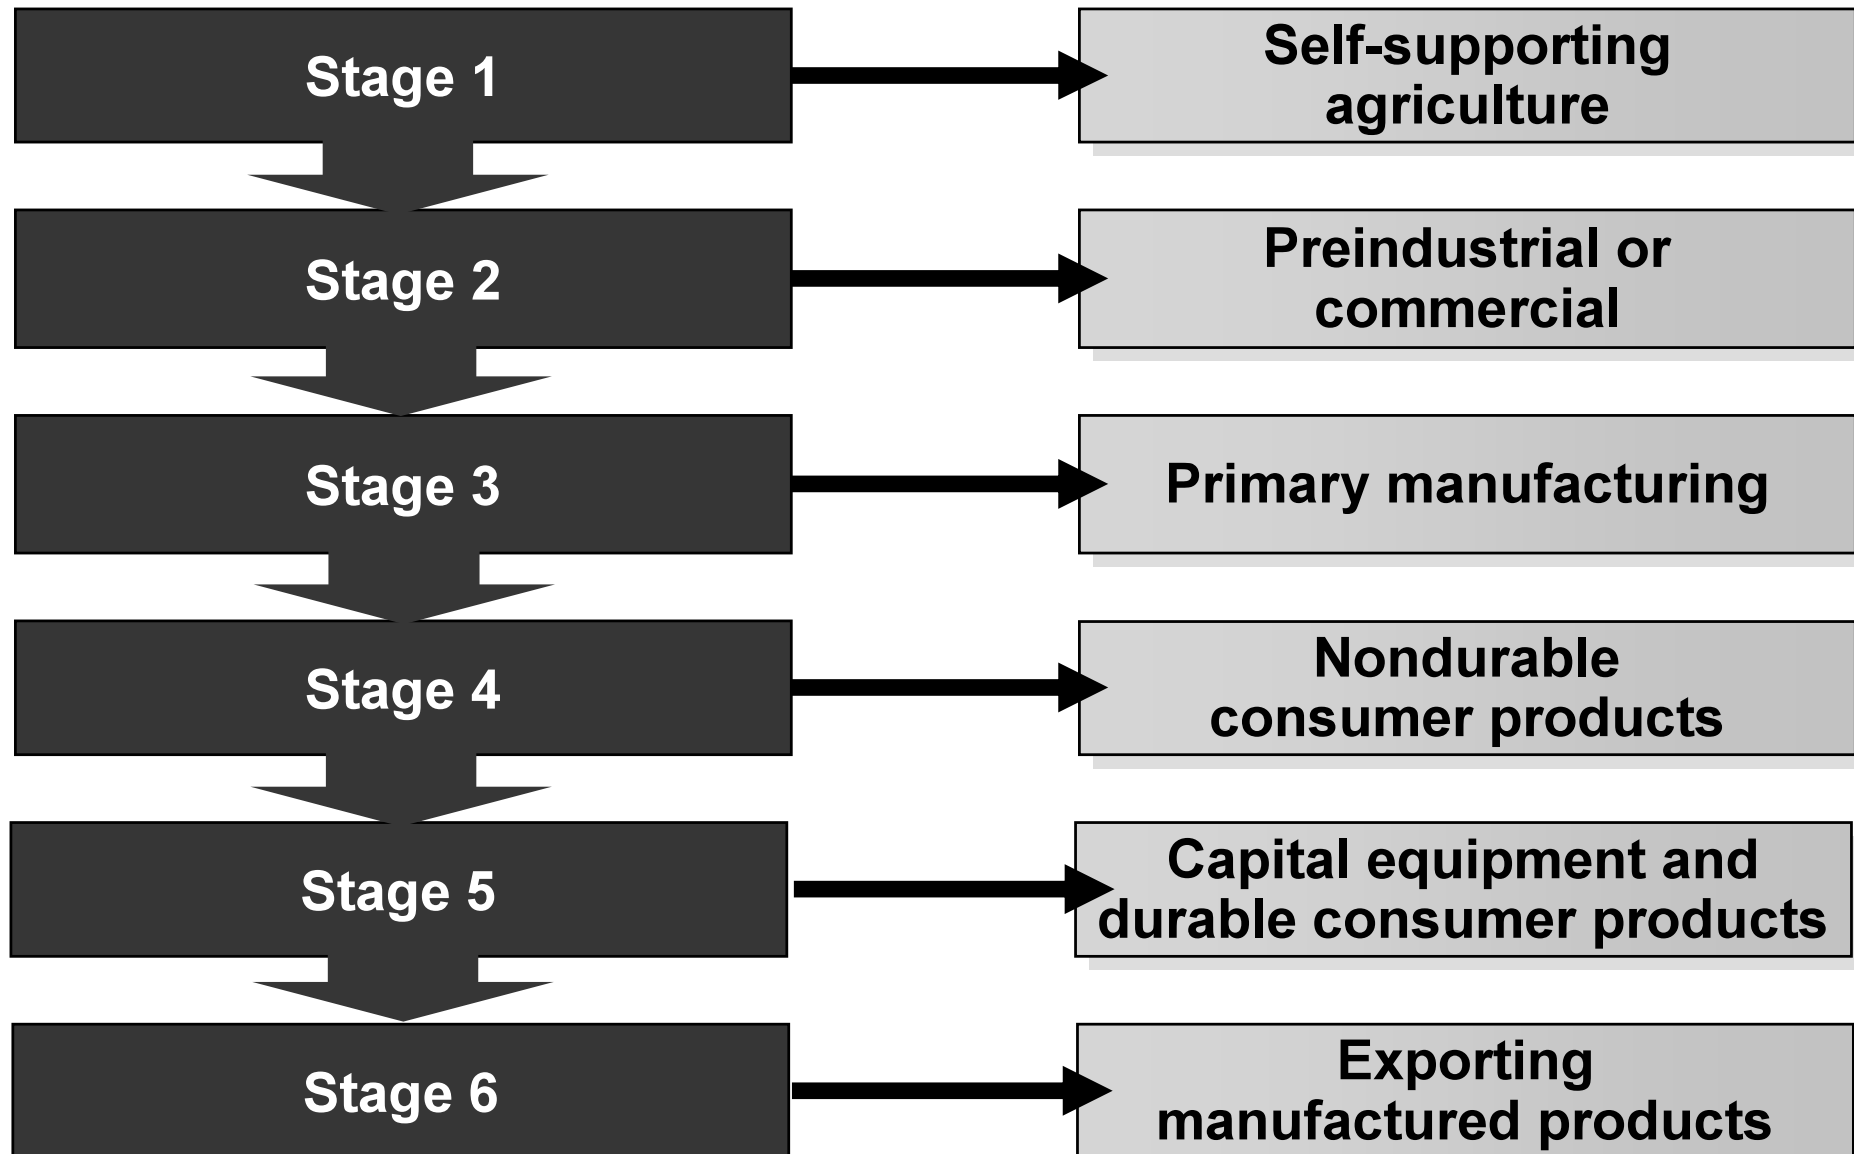 Stage 1
Self-supporting
agriculture
Stage 2
Preindustrial or
commercial
Stage 3
Primary manufacturing
Stage 4
Nondurable
consumer products
Stage 5
Capital equipment and
durable consumer products
Stage 6
Exporting
manufactured products